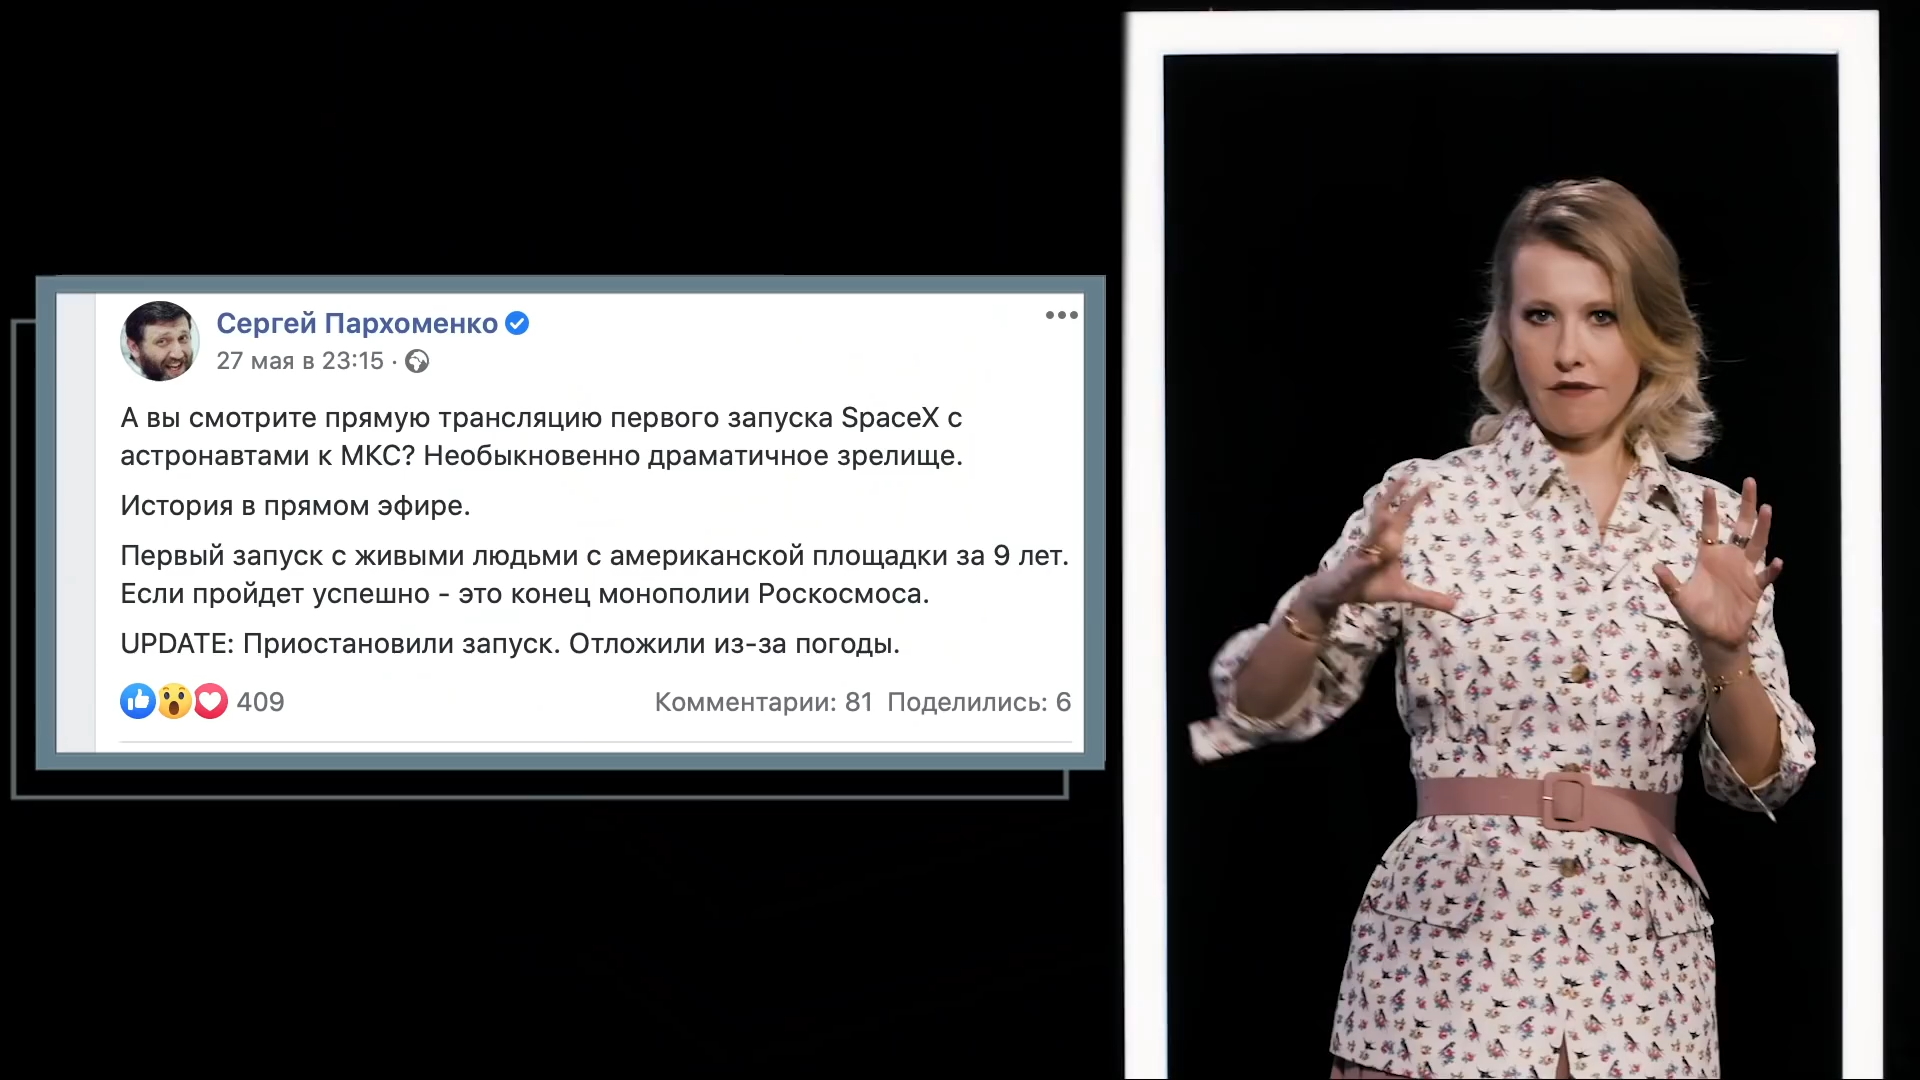 Сергей Пархоменко
27 мая в 23:15 ·
А вы смотрите прямую трансляцию первого запуска SpaceX с
астронавтами к МКС? Необыкновенно драматичное зрелище.
История в прямом эфире.
Первый запуск с живыми людьми с американской площадки за 9 лет.
Если пройдет успешно - это конец монополии Роскосмоса.
UPDATE: Приостановили запуск. Отложили из-за погоды.
409 Комментарии: 81 Поделились: 6